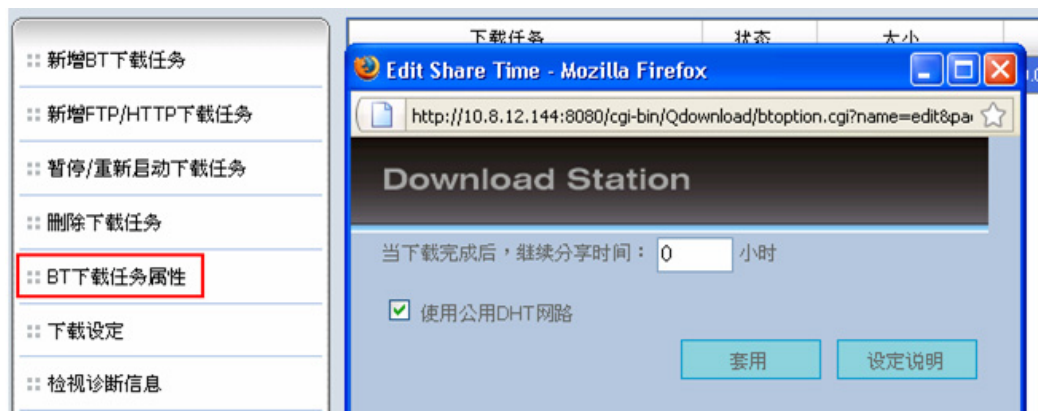 新增BT下载任务
新增FTP/HTTP下载任务
暂停/重新启动下载任务
删除下载任务
BT下载任务属性
下载设定
检视诊断信息
下载任务 状态 大小
Edit Share Time - Mozilla Firefox
http://10.8.12.144:8080/cgi-bin/Qdownload/btoption.cgi?name=edit&pa
Download Station
当下载完成后，继续分享时间： 0 小时
使用公用DHT网路
套用 设定说明